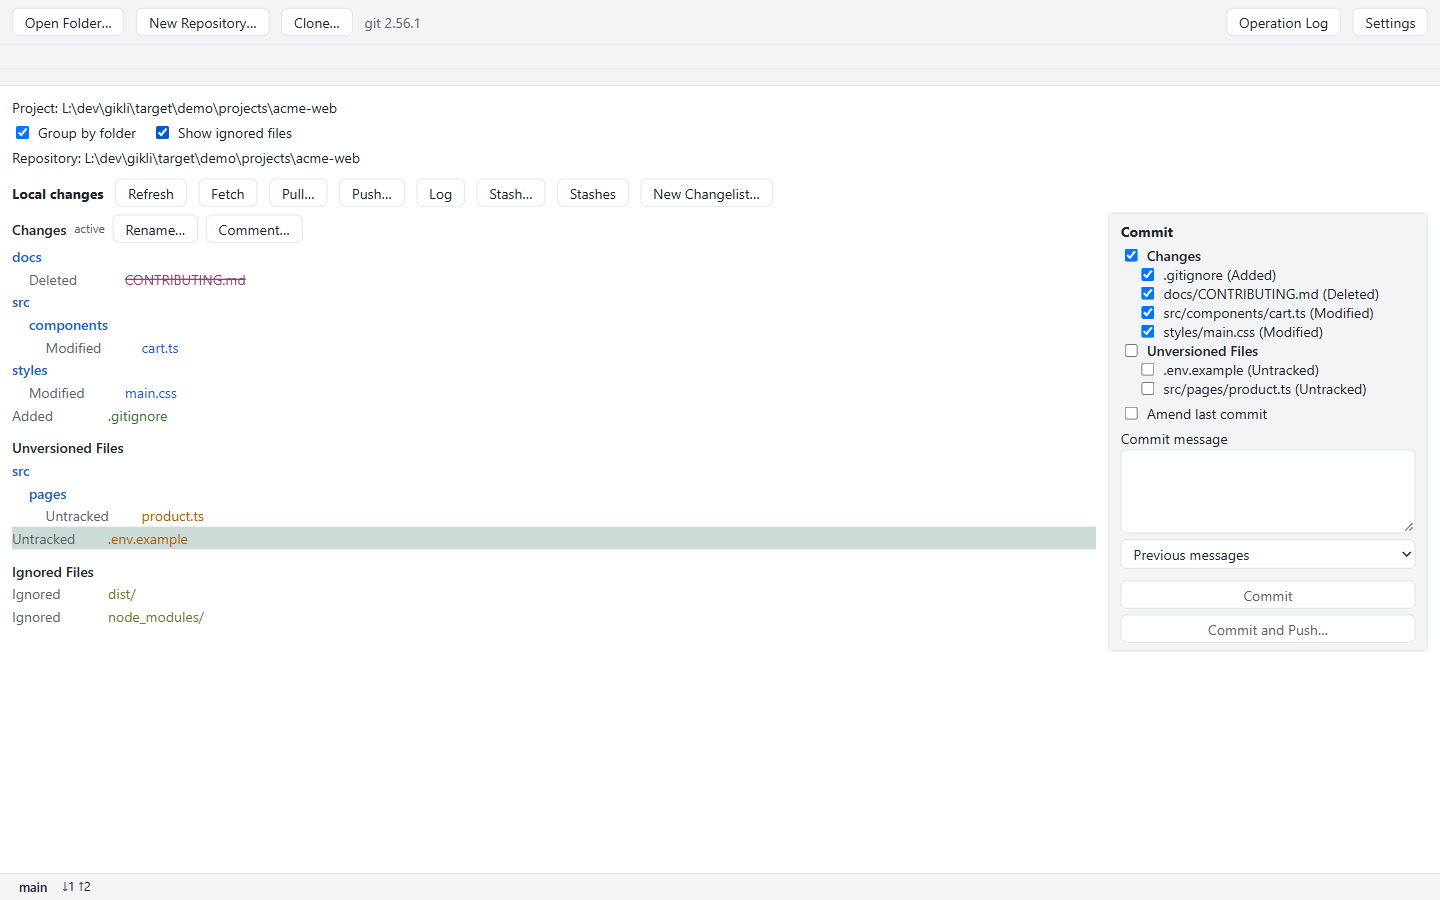 Open Folder... New Repository... Clone... git 2.56.1 Operation Log Settings
Project: L:\dev\gikli\target\demo\projects\acme-web
Group by folder Show ignored files
Repository: L:\dev\gikli\target\demo\projects\acme-web
Local changes Refresh Fetch Pull... Push... Log Stash... Stashes New Changelist...
Changes active Rename... Comment...
docs
Deleted CONTRIBUTING.md
src
components
Modified cart.ts
styles
Modified main.css
Added .gitignore
Unversioned Files
src
pages
Untracked product.ts
Untracked .env.example
Ignored Files
Ignored dist/
Ignored node_modules/
Commit
Changes
.gitignore (Added)
docs/CONTRIBUTING.md (Deleted)
src/components/cart.ts (Modified)
styles/main.css (Modified)
Unversioned Files
.env.example (Untracked)
src/pages/product.ts (Untracked)
Amend last commit
Commit message
Previous messages
Commit
Commit and Push...
main ↓1 ↑2